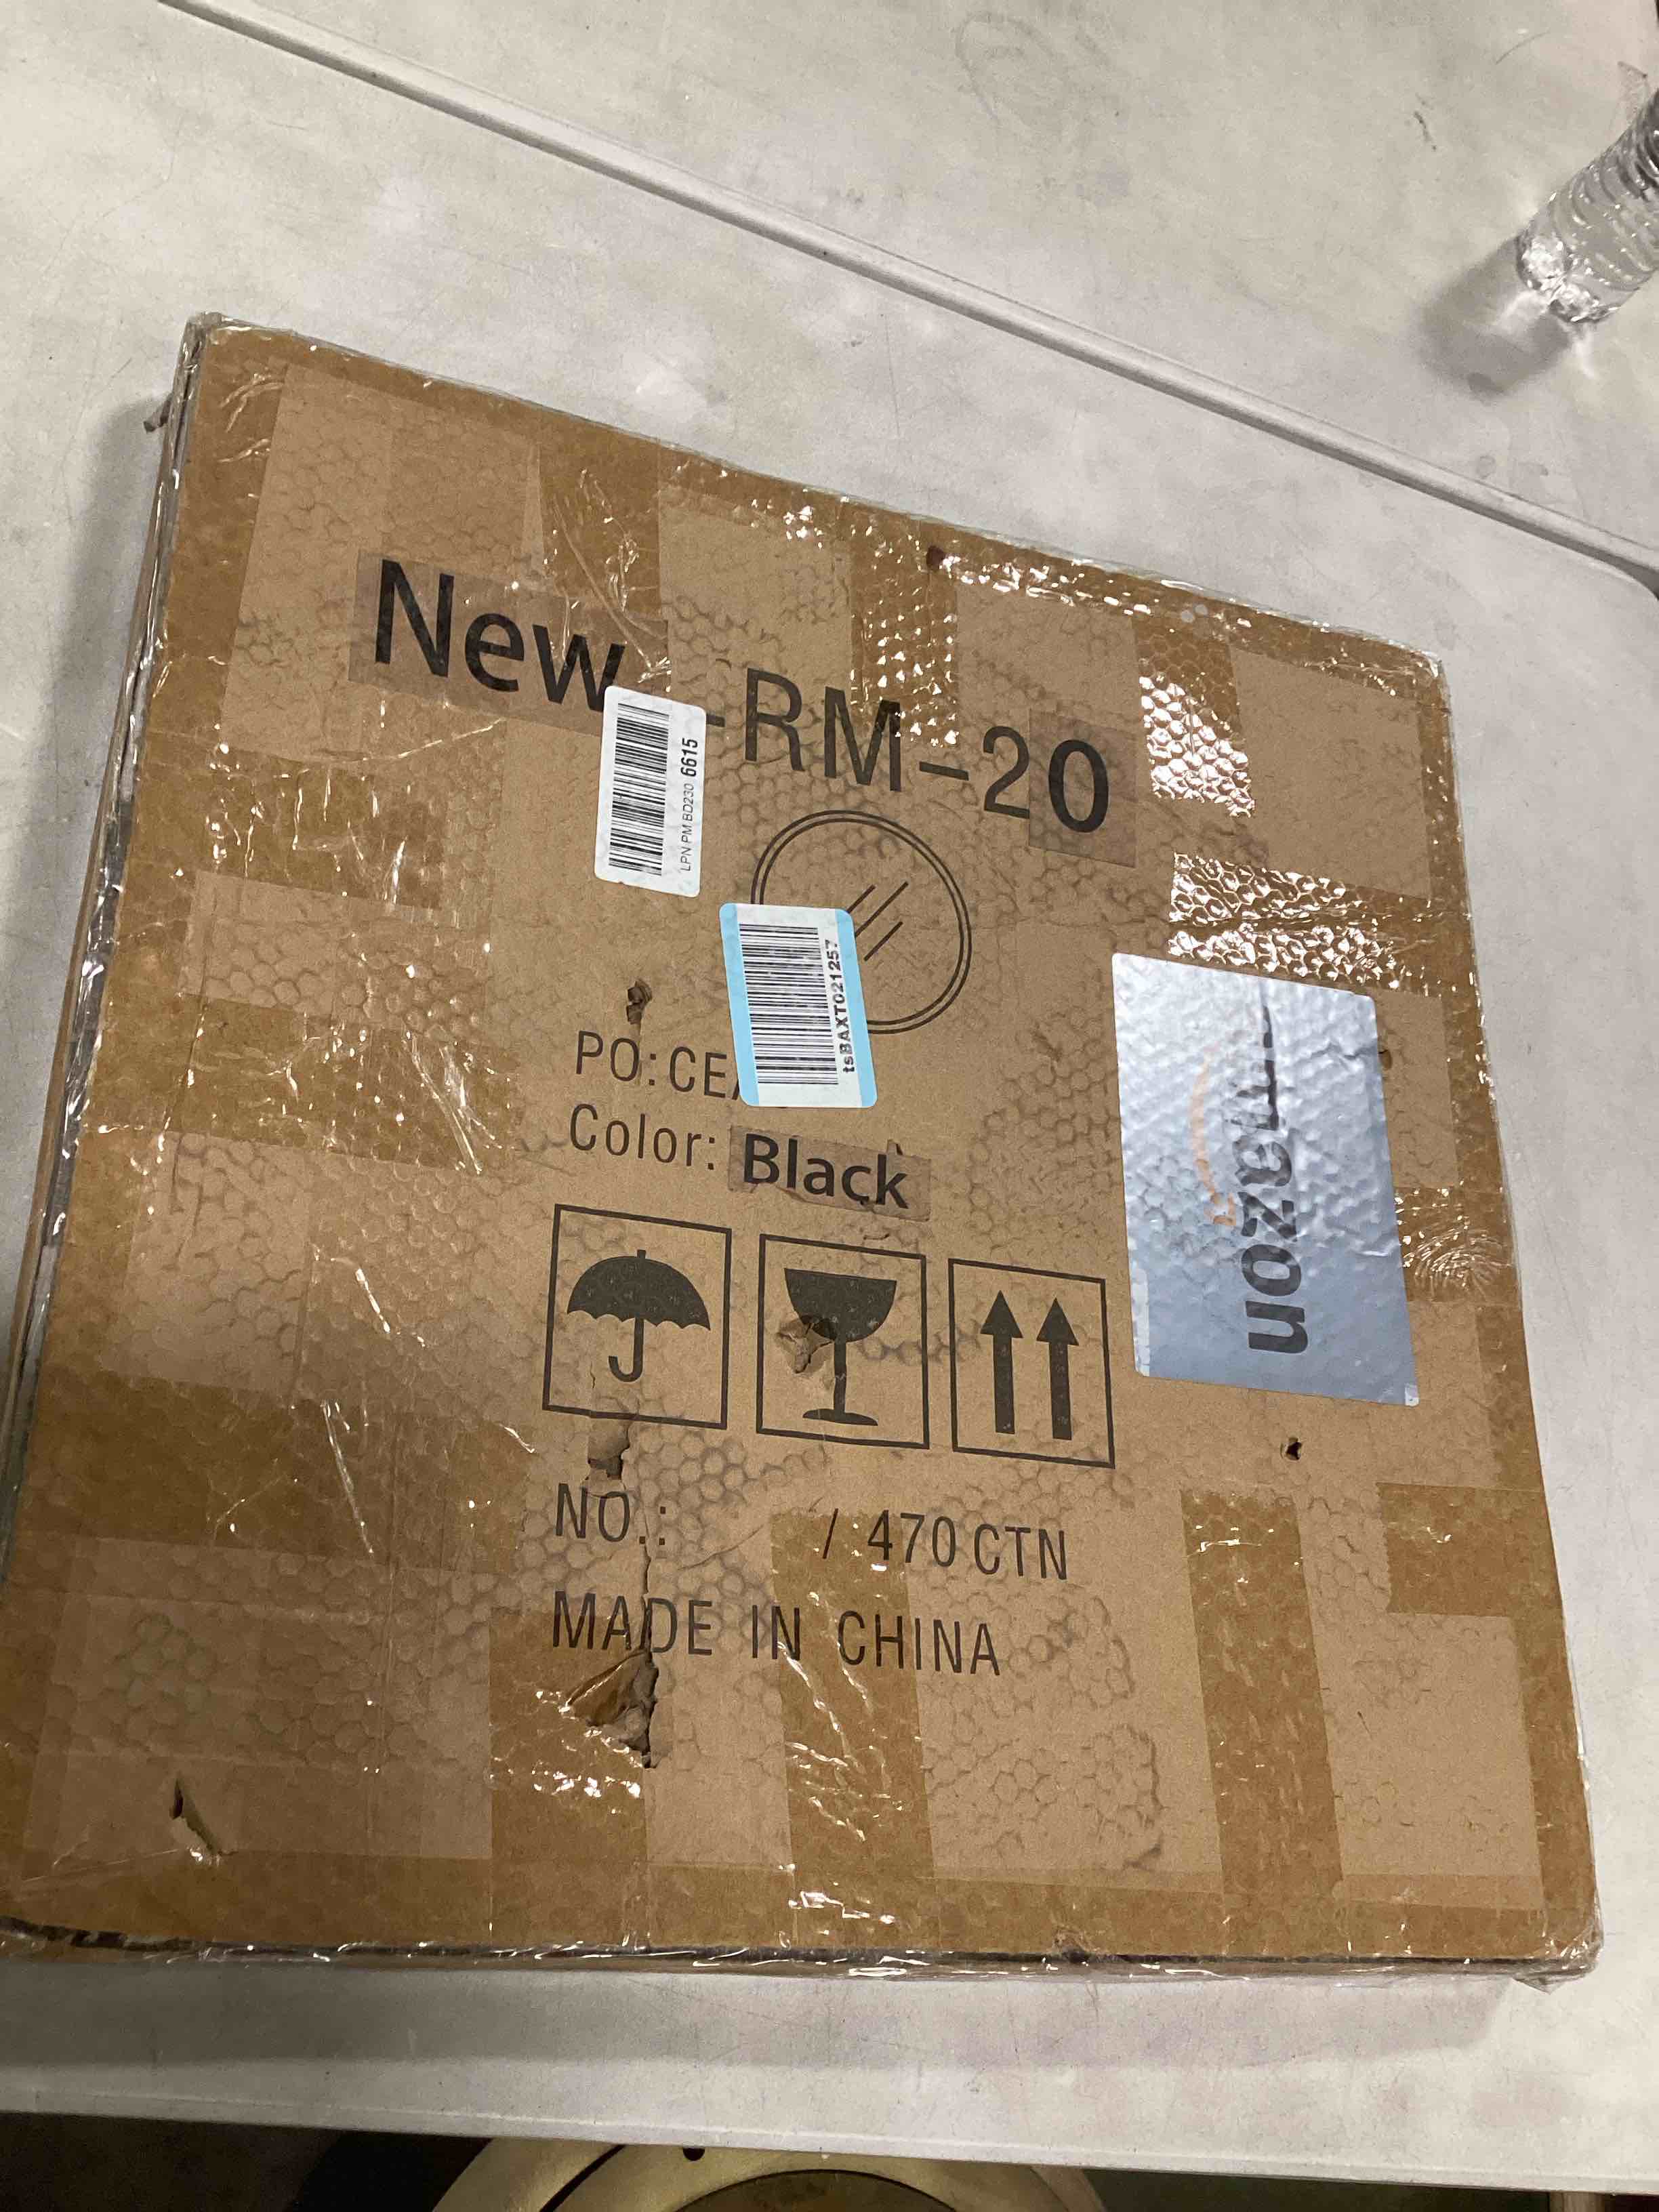 New-RM-20
LPN PM BD230 6615
tsBAXT021257
PO:CE
Color: Black
amazon
NO.: / 470 CTN
MADE IN CHINA